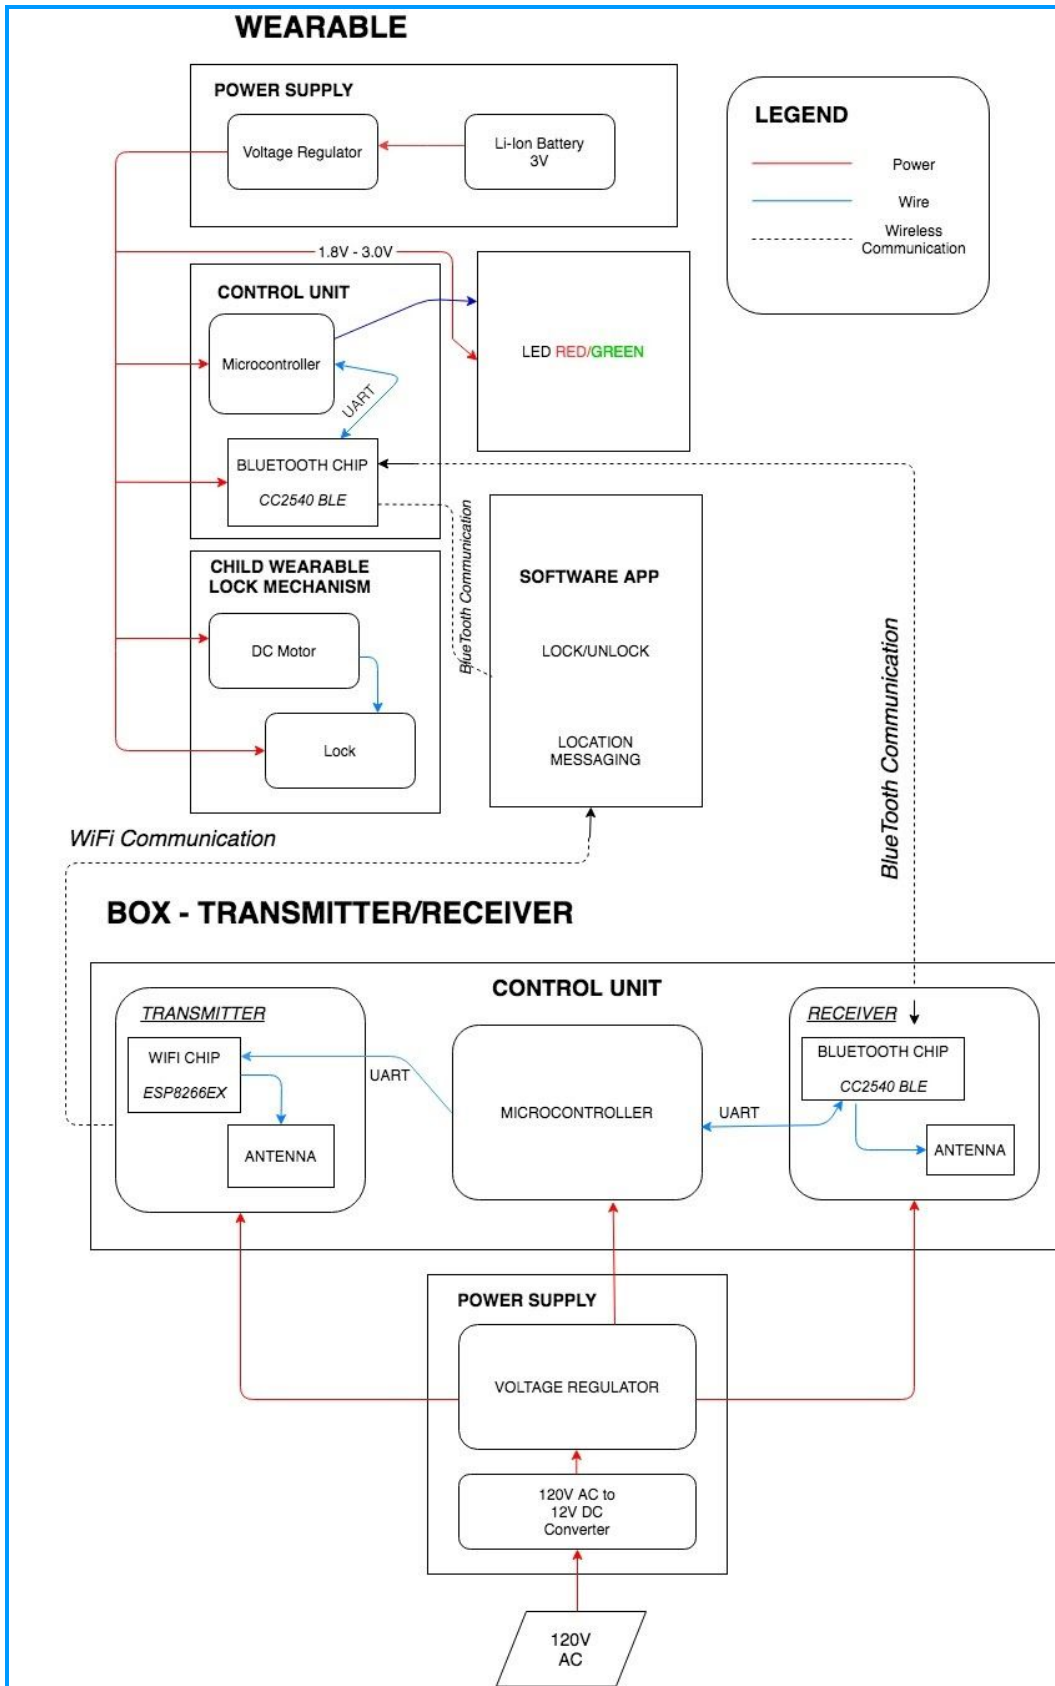 WEARABLE
POWER SUPPLY
Voltage Regulator
Li-Ion Battery
3V
LEGEND
Power
Wire
Wireless
Communication
1.8V - 3.0V
CONTROL UNIT
Microcontroller
LED RED/GREEN
UART
BLUETOOTH CHIP
CC2540 BLE
BlueTooth Communication
CHILD WEARABLE
LOCK MECHANISM
DC Motor
Lock
SOFTWARE APP
LOCK/UNLOCK
LOCATION
MESSAGING
BlueTooth Communication
WiFi Communication
BOX - TRANSMITTER/RECEIVER
CONTROL UNIT
TRANSMITTER
WIFI CHIP
ESP8266EX
ANTENNA
UART
MICROCONTROLLER
UART
RECEIVER
BLUETOOTH CHIP
CC2540 BLE
ANTENNA
POWER SUPPLY
VOLTAGE REGULATOR
120V AC to
12V DC
Converter
120V
AC